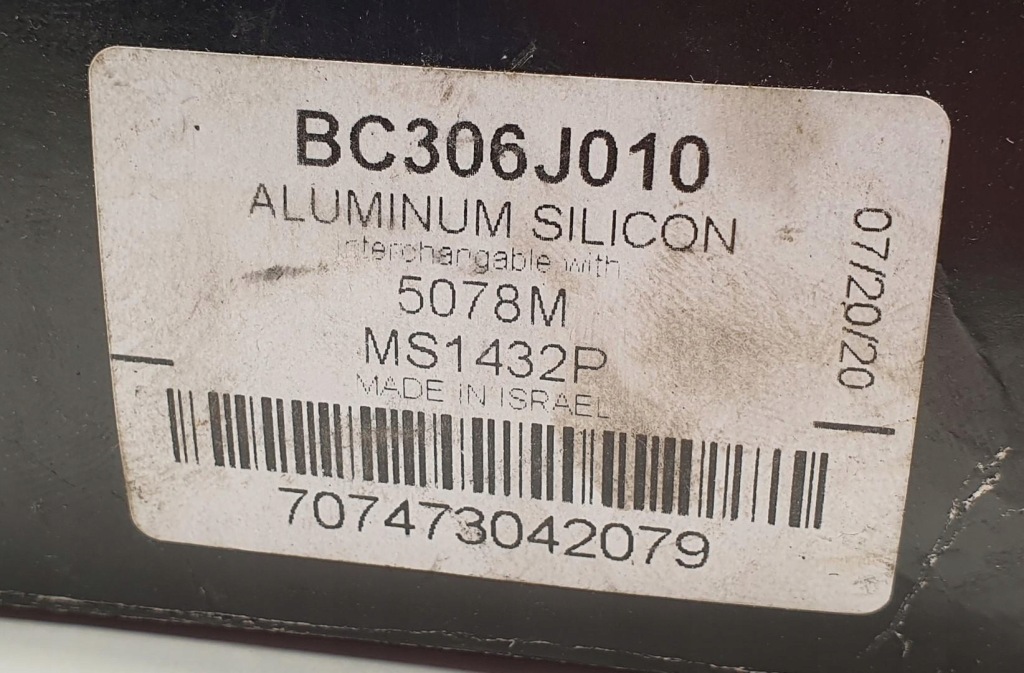 BC306J010
ALUMINUM SILICON
interchangable with
5078M
MS1432P
MADE IN ISRAEL
707473042079
07/20/20